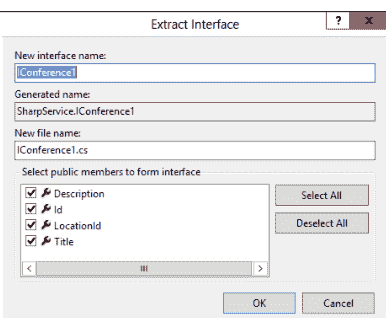 Extract Interface
?
x
New interface name:
IConference1
Generated name:
SharpService.IConference1
New file name:
IConference1.cs
Select public members to form interface
Description
Id
LocationId
Title
Select All
Deselect All
OK
Cancel